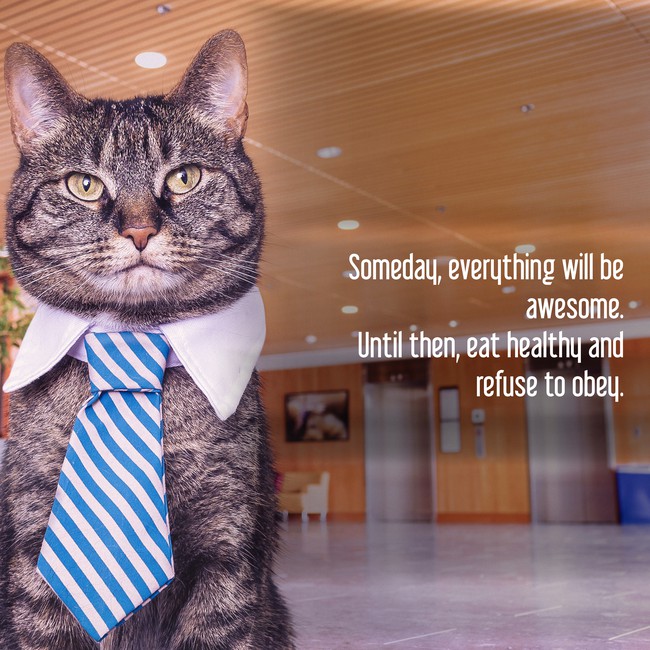 Someday, everything will be
awesome.
Until then, eat healthy and
refuse to obey.